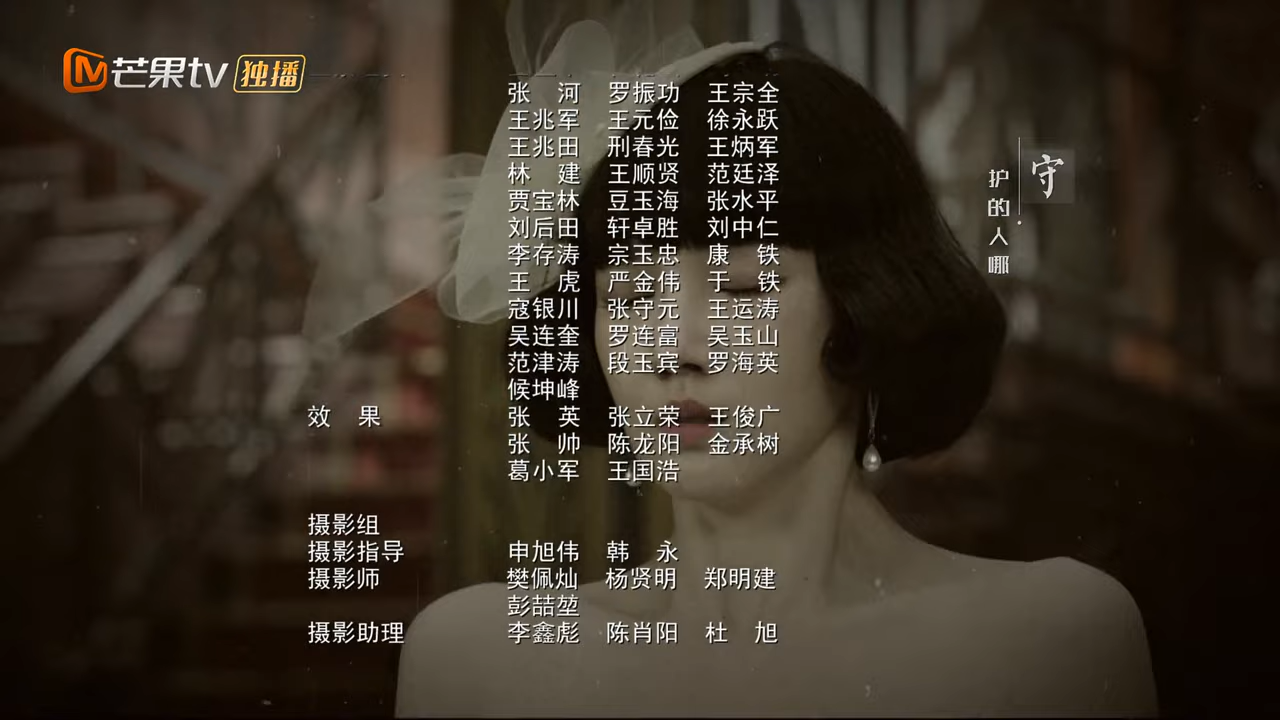 芒果tv 独播
张 河 罗振功 王宗全
王兆军 王元俭 徐永跃
王兆田 刑春光 王炳军
林 建 王顺贤 范廷泽
贾宝林 豆玉海 张水平
刘后田 轩卓胜 刘中仁
李存涛 宗玉忠 康 铁
王 虎 严金伟 于 铁
寇银川 张守元 王运涛
吴连奎 罗连富 吴玉山
范津涛 段玉宾 罗海英
候坤峰
效 果 张 英 张立荣 王俊广
张 帅 陈龙阳 金承树
葛小军 王国浩
摄影组
摄影指导 申旭伟 韩 永
摄影师 樊佩灿 杨贤明 郑明建
彭喆堃
摄影助理 李鑫彪 陈肖阳 杜 旭
守
护的人哪